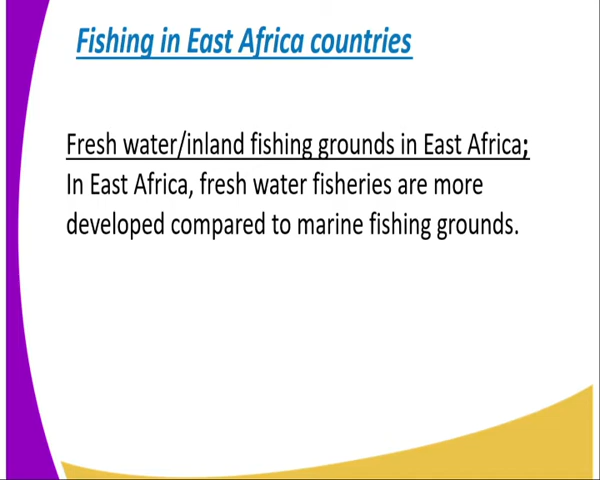 Fishing in East Africa countries
Fresh water/inland fishing grounds in East Africa;
In East Africa, fresh water fisheries are more
developed compared to marine fishing grounds.